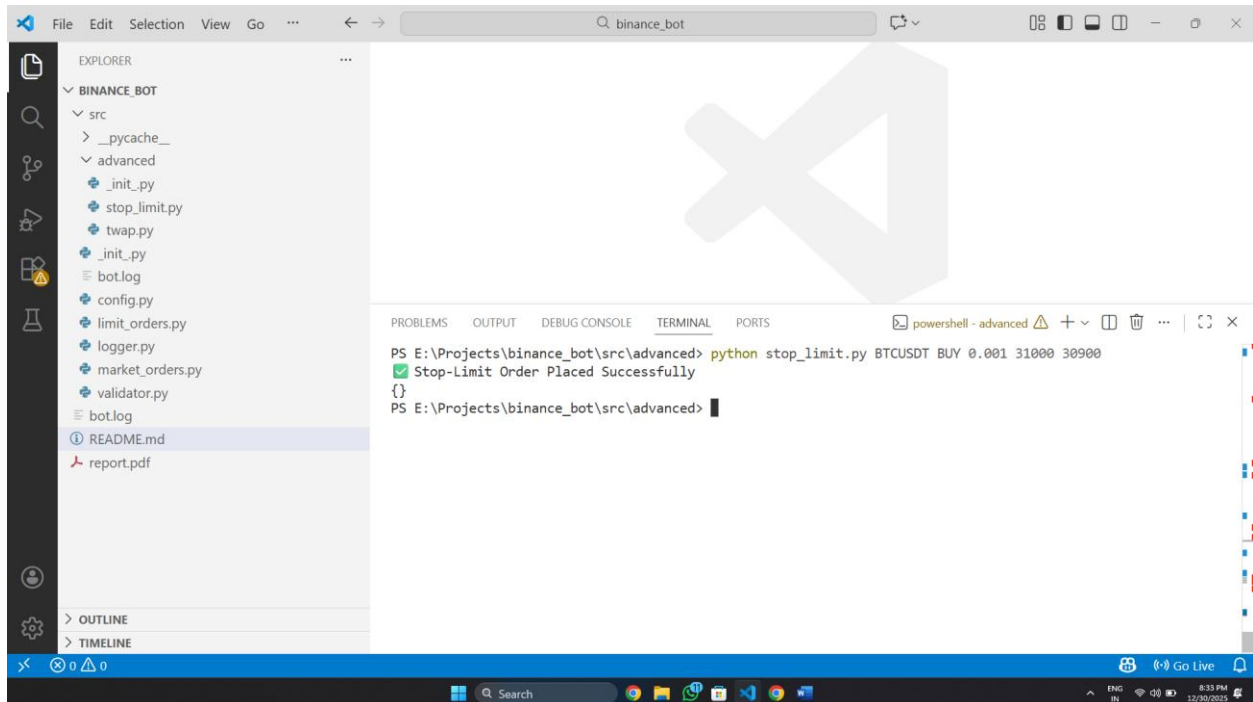 File Edit Selection View Go ··· binance_bot
EXPLORER ···
BINANCE_BOT
src
__pycache__
advanced
_init_.py
stop_limit.py
twap.py
_init_.py
bot.log
config.py
limit_orders.py
logger.py
market_orders.py
validator.py
bot.log
README.md
report.pdf
OUTLINE
TIMELINE
PROBLEMS OUTPUT DEBUG CONSOLE TERMINAL PORTS powershell - advanced
PS E:\Projects\binance_bot\src\advanced> python stop_limit.py BTCUSDT BUY 0.001 31000 30900
✅ Stop-Limit Order Placed Successfully
{}
PS E:\Projects\binance_bot\src\advanced>
0 0 Go Live
Search ENG 8:33 PM
IN 12/30/2025